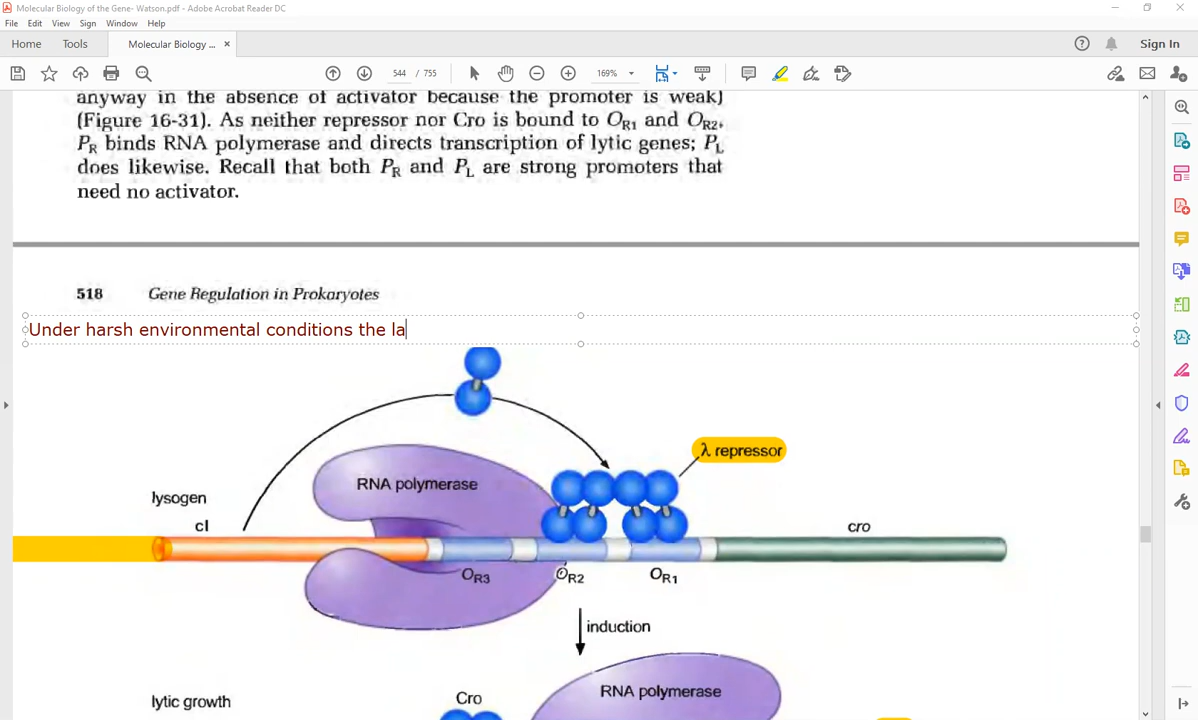 Molecular Biology of the Gene- Watson.pdf - Adobe Acrobat Reader DC
File Edit View Sign Window Help
Home Tools Molecular Biology ... × Sign In
544 / 755 169%
anyway in the absence of activator because the promoter is weak)
(Figure 16-31). As neither repressor nor Cro is bound to OR1 and OR2,
PR binds RNA polymerase and directs transcription of lytic genes; PL
does likewise. Recall that both PR and PL are strong promoters that
need no activator.
518 Gene Regulation in Prokaryotes
Under harsh environmental conditions the la
λ repressor
RNA polymerase
lysogen
cI
cro
OR3 OR2 OR1
induction
RNA polymerase
lytic growth
Cro